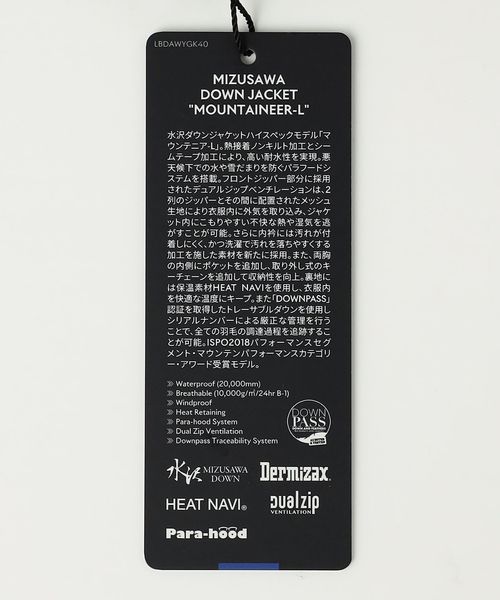 LBDAWYGK40
MIZUSAWA
DOWN JACKET
"MOUNTAINEER-L"
水沢ダウンジャケットハイスペックモデル「マ
ウンテニア-L」。熱接着ノンキルト加工とシー
ムテープ加工により、高い耐水性を実現。悪
天候下での水や雪だまりを防ぐパラフードシ
ステムを搭載。フロントジッパー部分に採用
されたデュアルジップベンチレーションは、2
列のジッパーとその間に配置されたメッシュ
生地により衣服内に外気を取り込み、ジャケ
ット内にこもりやすい不快な熱や湿気を逃
がすことが可能。さらに内衿には汚れが付
着しにくく、かつ洗濯で汚れを落ちやすくする
加工を施した素材を新たに採用。また、両胸
の内側にポケットを追加し、取り外し式のキ
ーチェーンを追加して収納性を向上。裏地に
は保温素材HEAT NAVIを使用し、衣服内
を快適な温度にキープ。また「DOWNPASS」
認証を取得したトレーサブルダウンを使用し
シリアルナンバーによる厳正な管理を行う
ことで、全ての羽毛の調達過程を追跡するこ
とが可能。ISPO2018パフォーマンスセグ
メント・マウンテンパフォーマンスカテゴリ
ー・アワード受賞モデル。
Waterproof (20,000mm)
Breathable (10,000g/㎡/24hr B-1)
Windproof
Heat Retaining
Para-hood System
Dual Zip Ventilation
Downpass Traceability System
DOWN
PASS
水沢 MIZUSAWA
DOWN
Dermizax®
HEAT NAVI®
Dualzip
VENTILATION
Para-hood